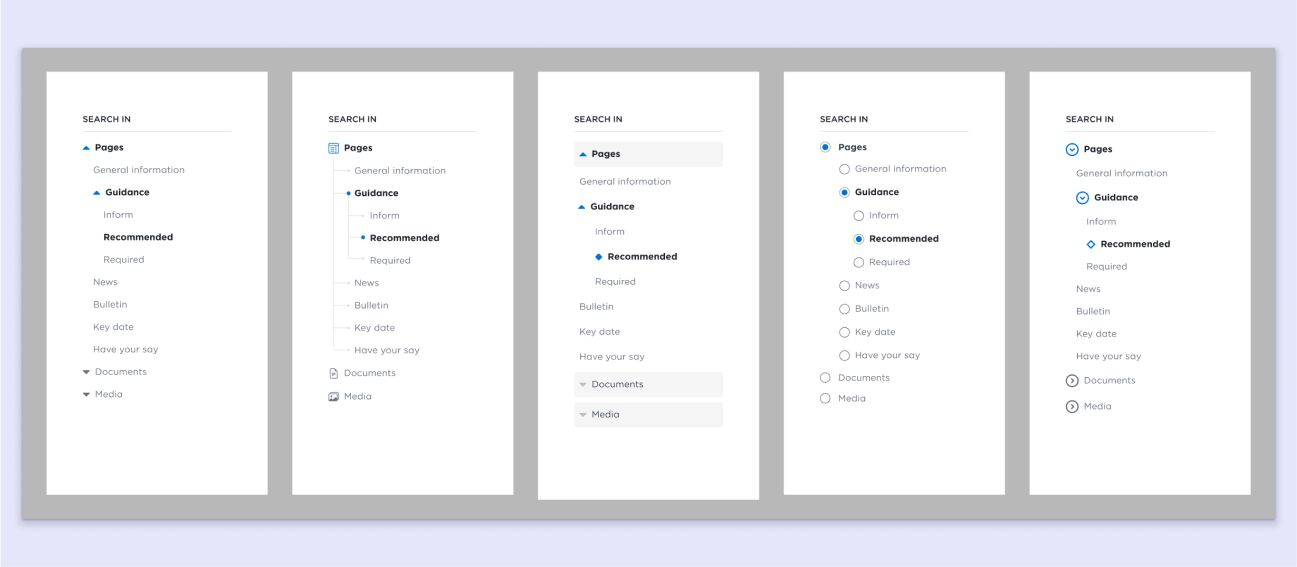 SEARCH IN
Pages
General information
Guidance
Inform
Recommended
Required
News
Bulletin
Key date
Have your say
Documents
Media
SEARCH IN
Pages
General information
Guidance
Inform
Recommended
Required
News
Bulletin
Key date
Have your say
Documents
Media
SEARCH IN
Pages
General information
Guidance
Inform
Recommended
Required
Bulletin
Key date
Have your say
Documents
Media
SEARCH IN
Pages
General information
Guidance
Inform
Recommended
Required
News
Bulletin
Key date
Have your say
Documents
Media
SEARCH IN
Pages
General information
Guidance
Inform
Recommended
Required
News
Bulletin
Key date
Have your say
Documents
Media